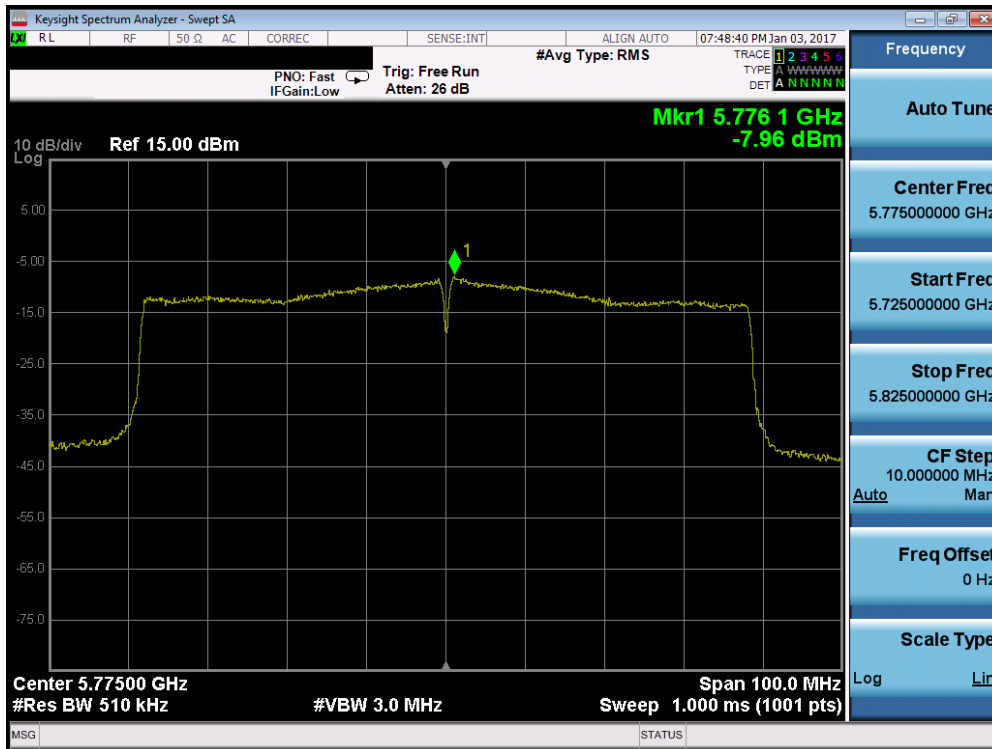 Keysight Spectrum Analyzer - Swept SA
LXI RL RF 50 Ω AC CORREC SENSE:INT ALIGN AUTO 07:48:40 PM Jan 03, 2017
Frequency
#Avg Type: RMS
TRACE 1 2 3 4 5 6
PNO: Fast
Trig: Free Run
TYPE A WWWWW
IFGain:Low
Atten: 26 dB
DET A N N N N N
Auto Tune
Mkr1 5.776 1 GHz
-7.96 dBm
10 dB/div
Ref 15.00 dBm
Log
5.00
-5.00
-15.0
-25.0
-35.0
-45.0
-55.0
-65.0
-75.0
1
Center 5.77500 GHz
Span 100.0 MHz
#Res BW 510 kHz
#VBW 3.0 MHz
Sweep 1.000 ms (1001 pts)
Center Freq
5.775000000 GHz
Start Freq
5.725000000 GHz
Stop Freq
5.825000000 GHz
CF Step
10.000000 MHz
Auto Man
Freq Offset
0 Hz
Scale Type
Log Lin
MSG
STATUS